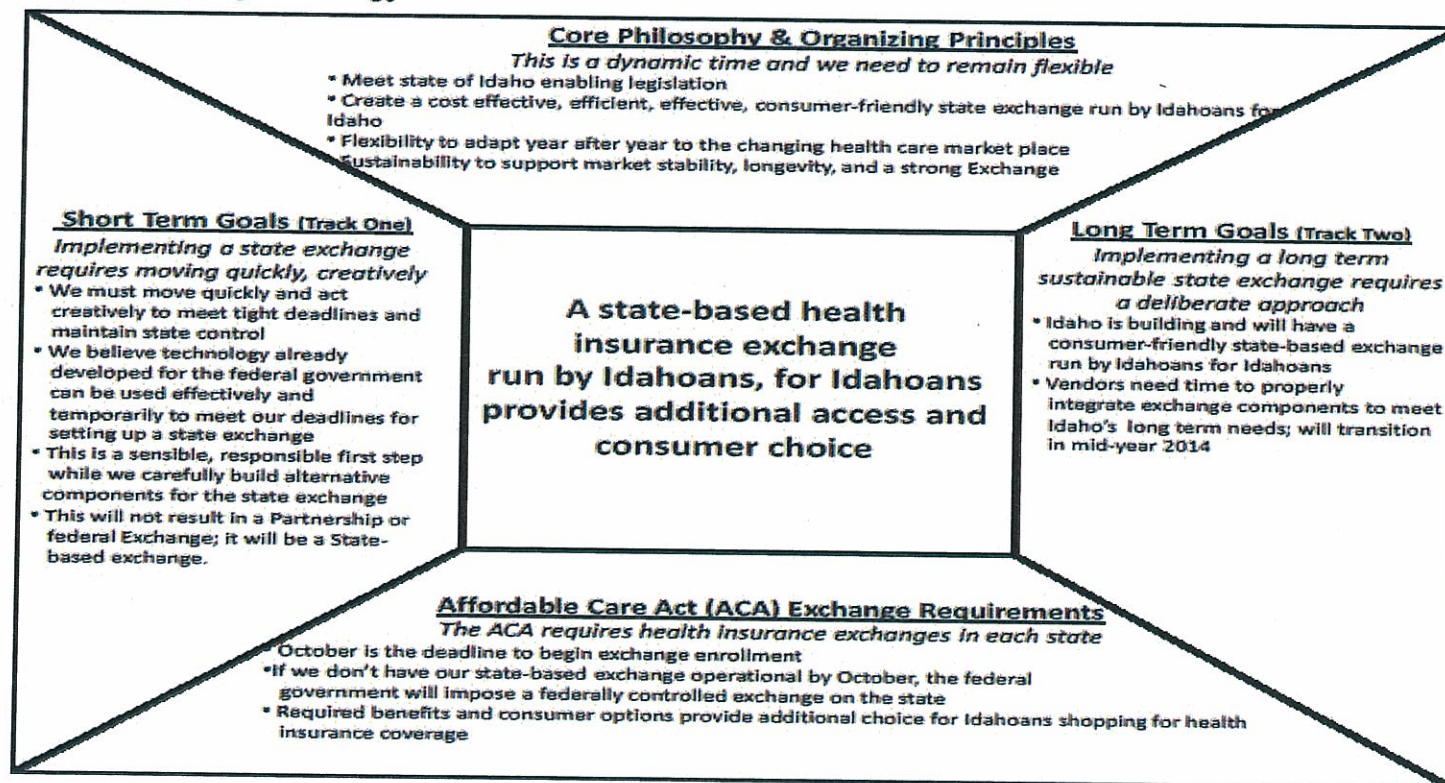 Core Philosophy & Organizing Principles
This is a dynamic time and we need to remain flexible
* Meet state of Idaho enabling legislation
* Create a cost effective, efficient, effective, consumer-friendly state exchange run by Idahoans for
Idaho
* Flexibility to adapt year after year to the changing health care market place
Sustainability to support market stability, longevity, and a strong Exchange
Short Term Goals (Track One)
Implementing a state exchange
requires moving quickly, creatively
* We must move quickly and act
creatively to meet tight deadlines and
maintain state control
* We believe technology already
developed for the federal government
can be used effectively and
temporarily to meet our deadlines for
setting up a state exchange
* This is a sensible, responsible first step
while we carefully build alternative
components for the state exchange
* This will not result in a Partnership or
federal Exchange; it will be a State-
based exchange.
A state-based health
insurance exchange
run by Idahoans, for Idahoans
provides additional access and
consumer choice
Long Term Goals (Track Two)
Implementing a long term
sustainable state exchange requires
a deliberate approach
* Idaho is building and will have a
consumer-friendly state-based exchange
run by Idahoans for Idahoans
* Vendors need time to properly
integrate exchange components to meet
Idaho's long term needs; will transition
in mid-year 2014
Affordable Care Act (ACA) Exchange Requirements
The ACA requires health insurance exchanges in each state
* October is the deadline to begin exchange enrollment
*If we don't have our state-based exchange operational by October, the federal
government will impose a federally controlled exchange on the state
* Required benefits and consumer options provide additional choice for Idahoans shopping for health
insurance coverage